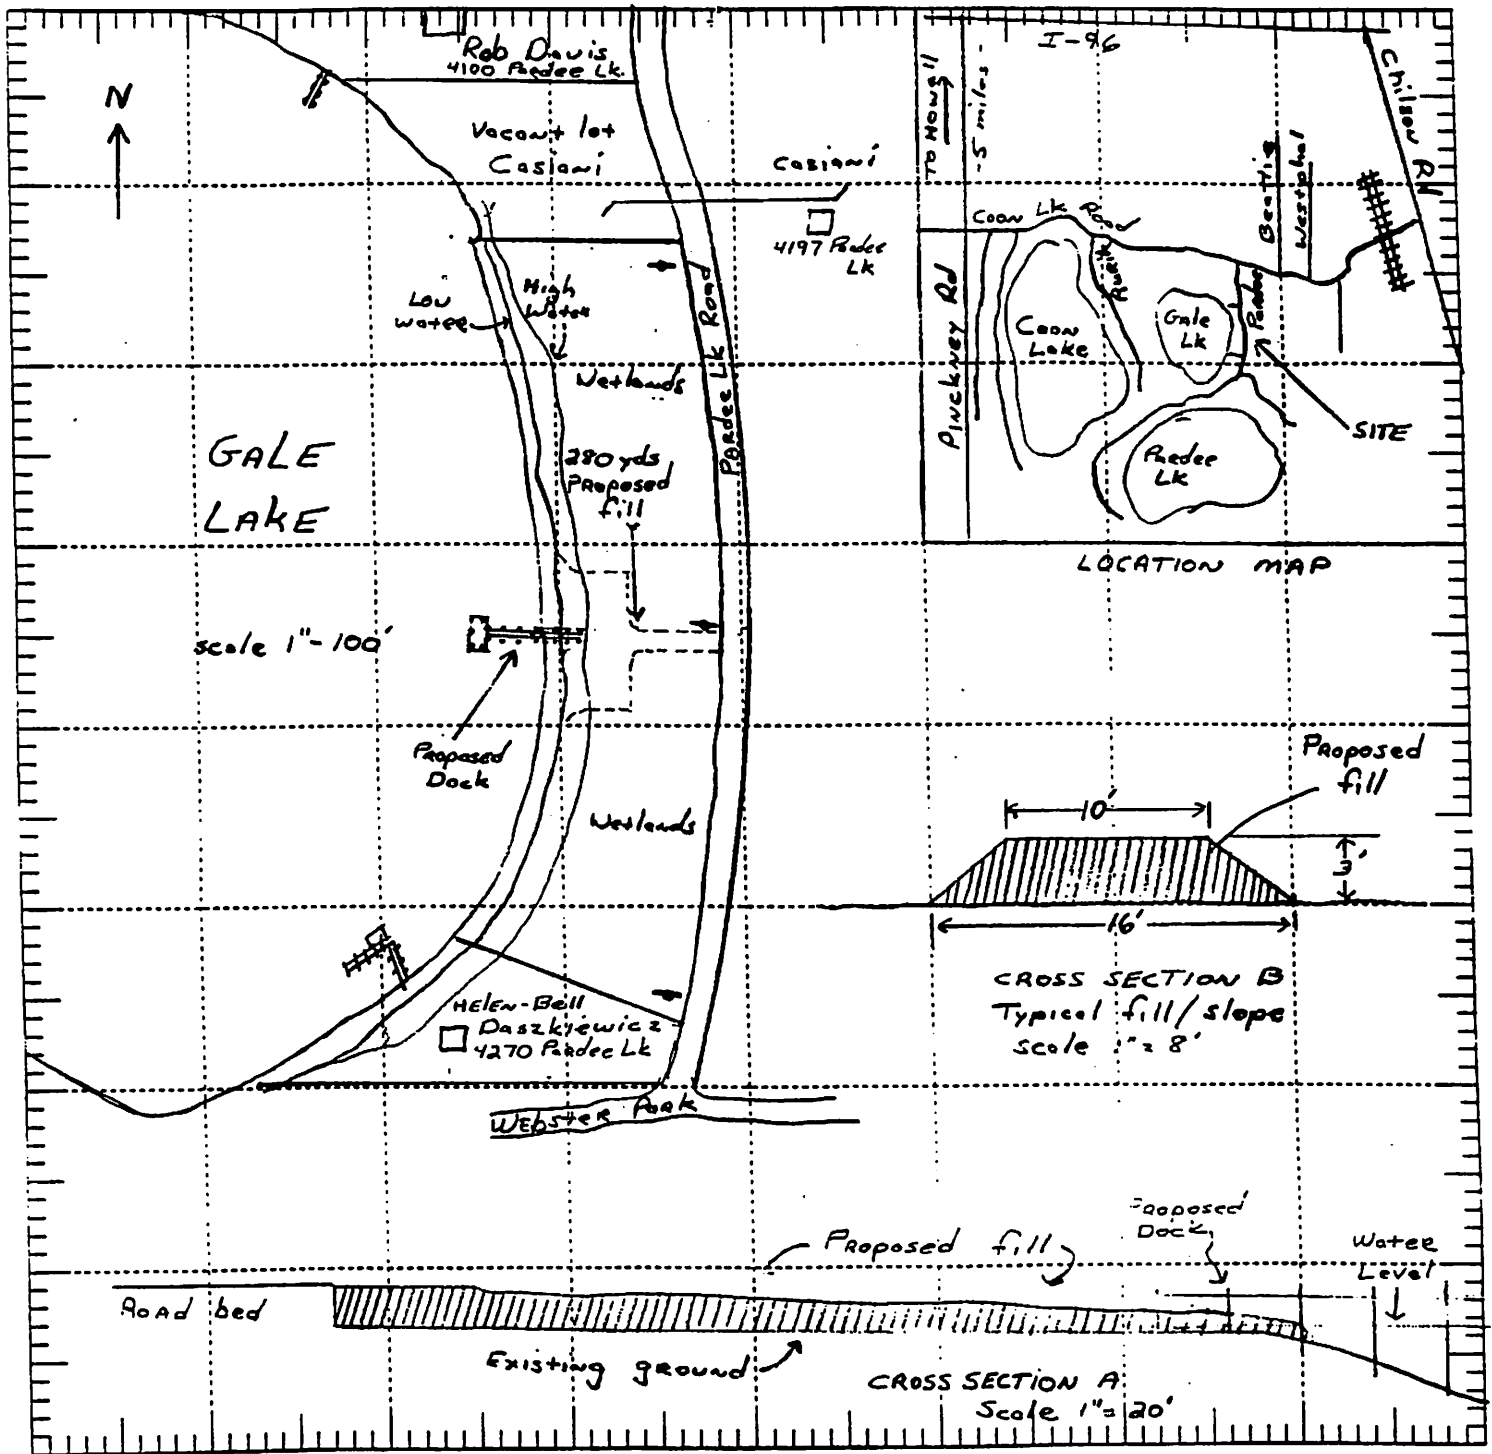 N
Rob Davis
4100 Pardee Lk.
Vacant lot
Casiani
Casiani
4197 Pardee
Lk
Low
water
High
Water
Wetlands
PARDEE LK Road
GALE
LAKE
280 yds
PROposed
fill
scale 1"-100'
PROposed
Dock
Wetlands
HELEN-Bell
Daszkiewicz
4270 Pardee Lk
WEbstER PaRk
I-96
TO Howell
-5 miles-
Chilson Rd
Beattie
Westphal
Coon Lk Road
PINCKNEY Rd
RURIK
Coon
Lake
Gale
Lk
Pardee
Pardee
Lk
SITE
LOCATION MAP
PROposed
fill
10'
3'
16'
CROSS SECTION B
Typical fill/slope
scale 1"= 8'
PROPOSED fill
Proposed
Dock
Water
Level
ROAD bed
Existing gROUND
CROSS SECTION A
Scale 1"= 20'